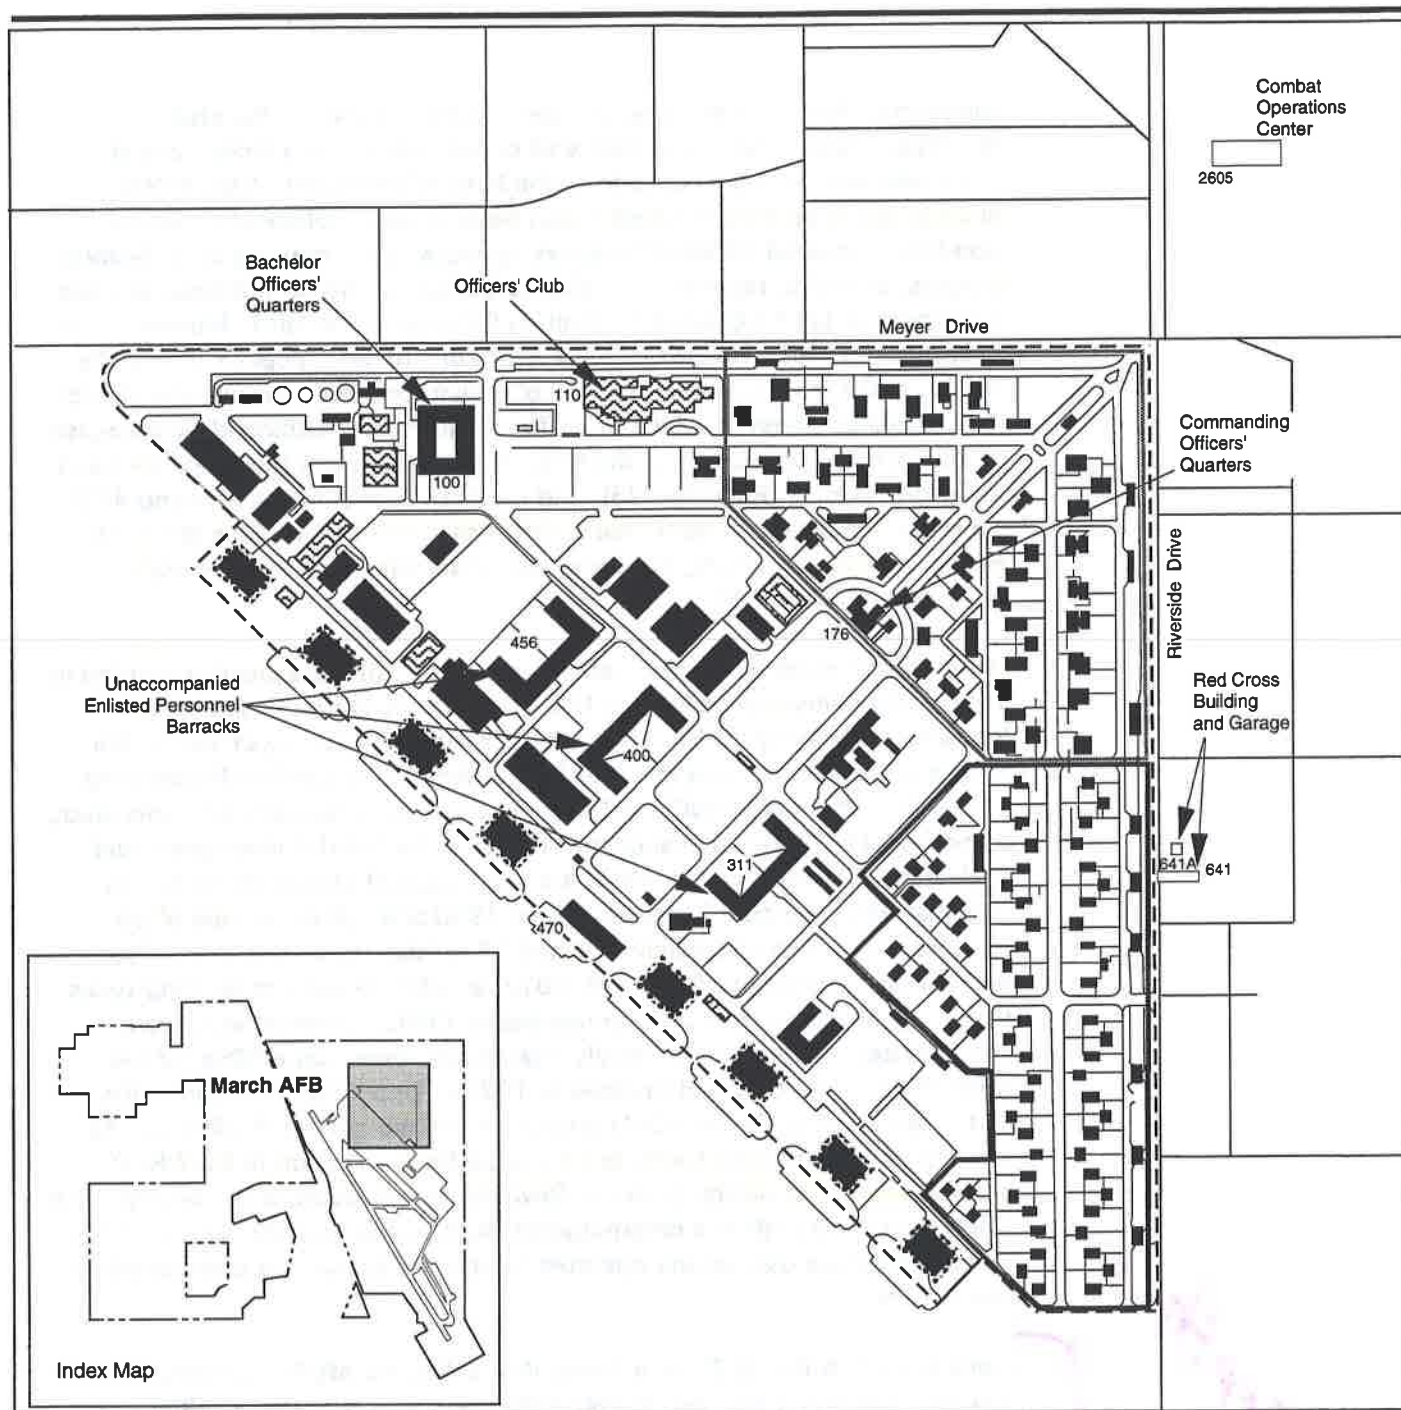 Combat
Operations
Center
2605
Bachelor
Officers'
Quarters
Officers' Club
Meyer Drive
110
100
Commanding
Officers'
Quarters
Riverside Drive
176
456
Unaccompanied
Enlisted Personnel
Barracks
400
Red Cross
Building
and Garage
311
641A
641
470
March AFB
Index Map